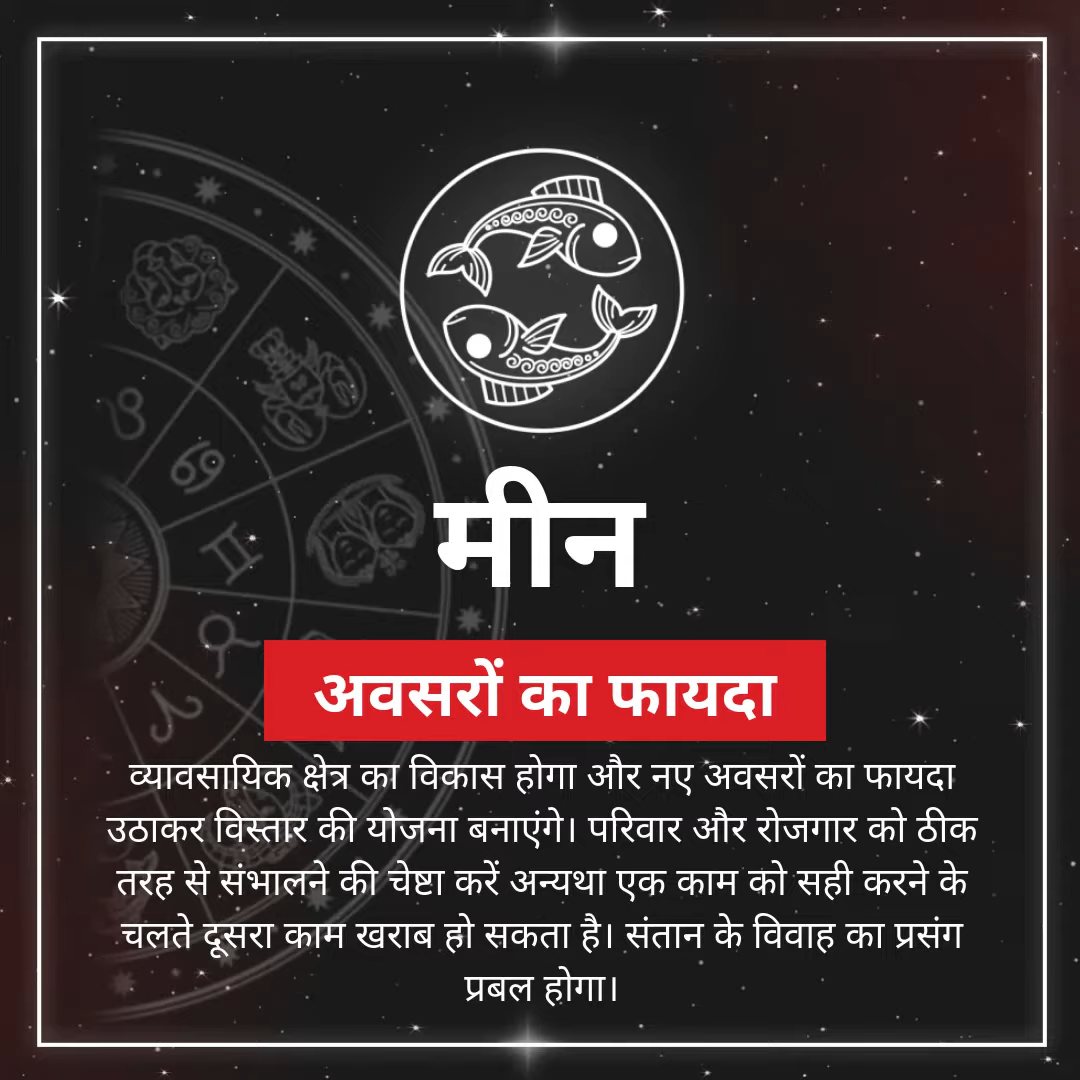 मीन
अवसरों का फायदा
व्यावसायिक क्षेत्र का विकास होगा और नए अवसरों का फायदा
उठाकर विस्तार की योजना बनाएंगे। परिवार और रोजगार को ठीक
तरह से संभालने की चेष्टा करें अन्यथा एक काम को सही करने के
चलते दूसरा काम खराब हो सकता है। संतान के विवाह का प्रसंग
प्रबल होगा।